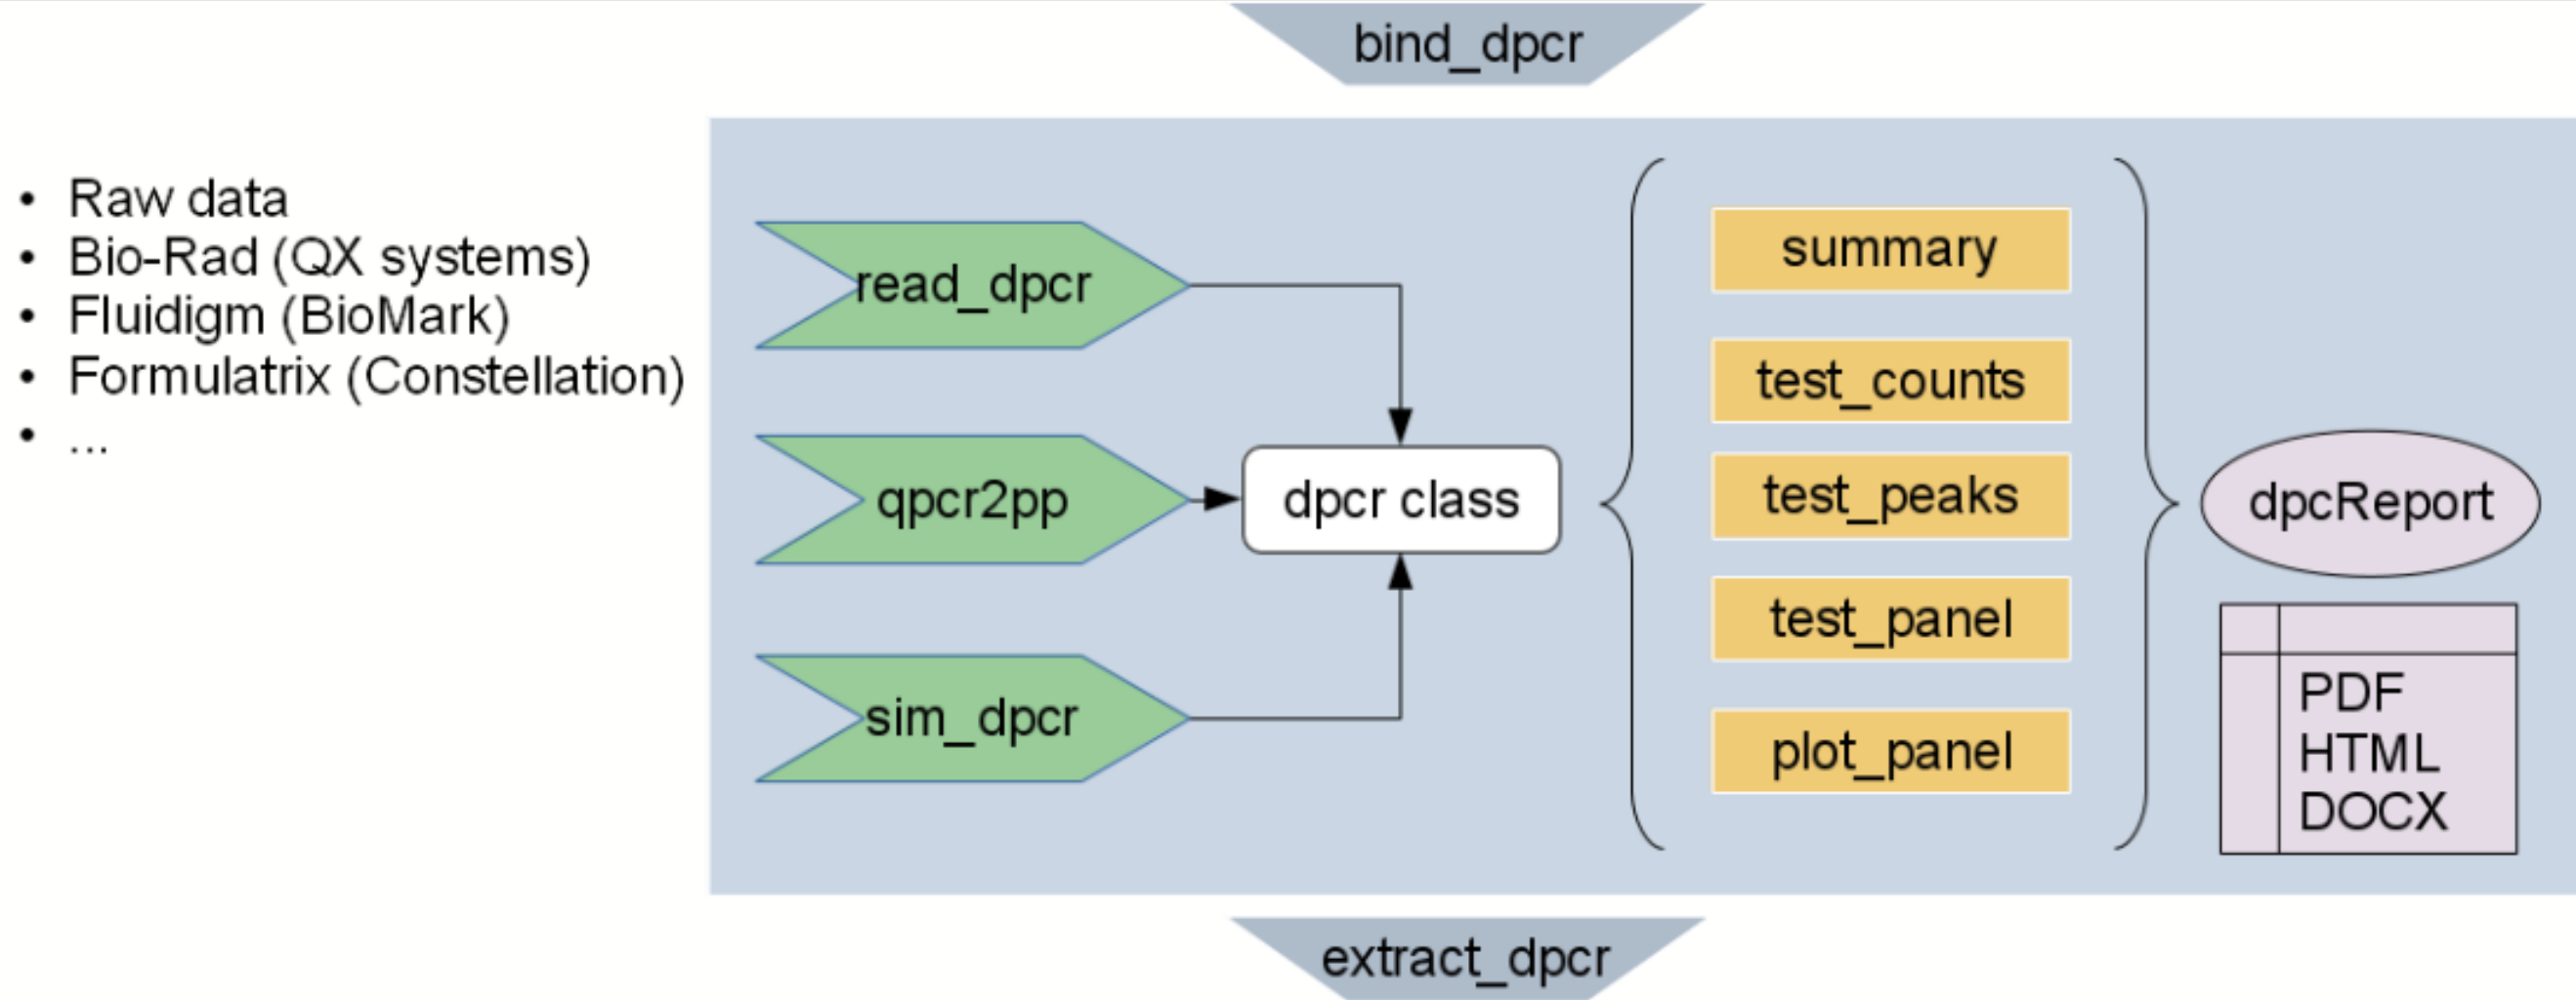 bind_dpcr
• Raw data
• Bio-Rad (QX systems)
• Fluidigm (BioMark)
• Formulatrix (Constellation)
• ...
read_dpcr
qpcr2pp
sim_dpcr
dpcr class
summary
test_counts
test_peaks
test_panel
plot_panel
dpcReport
PDF
HTML
DOCX
extract_dpcr